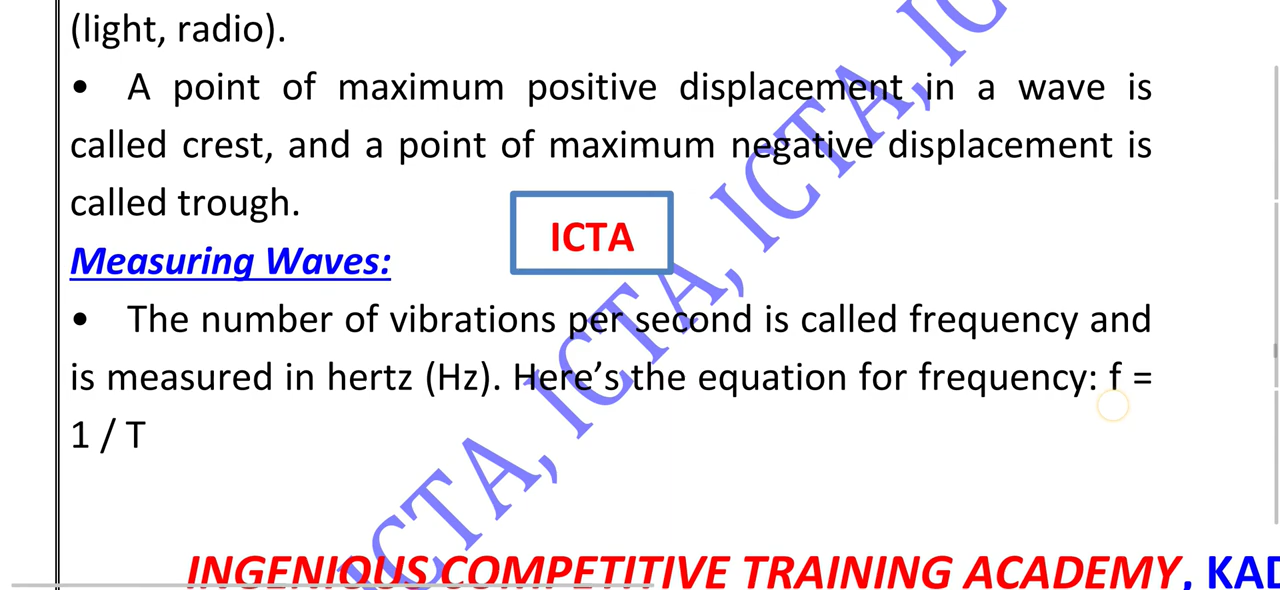 (light, radio).
• A point of maximum positive displacement in a wave is
called crest, and a point of maximum negative displacement is
called trough.
ICTA
Measuring Waves:
• The number of vibrations per second is called frequency and
is measured in hertz (Hz). Here’s the equation for frequency: f =
1 / T
ICTA, ICTA, ICTA, IC
INGENIOUS COMPETITIVE TRAINING ACADEMY, KAD